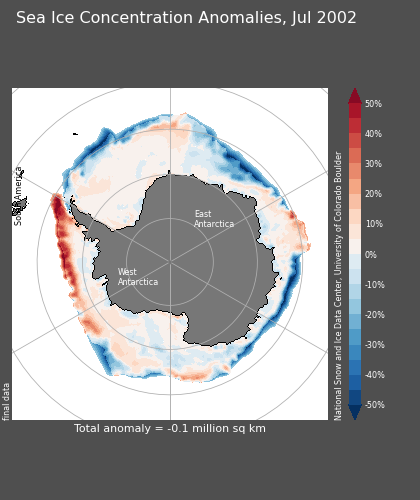 Sea Ice Concentration Anomalies, Jul 2002
South America
East
Antarctica
West
Antarctica
50%
40%
30%
20%
10%
0%
-10%
-20%
-30%
-40%
-50%
National Snow and Ice Data Center, University of Colorado Boulder
final data
Total anomaly = -0.1 million sq km